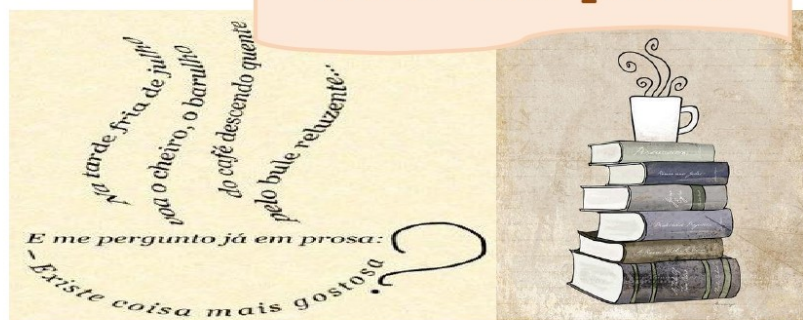 Na tarde fria de julho
voa o cheiro, o barulho
do café descendo quente
pelo bule reluzente:
E me pergunto já em prosa:
– Existe coisa mais gostosa?